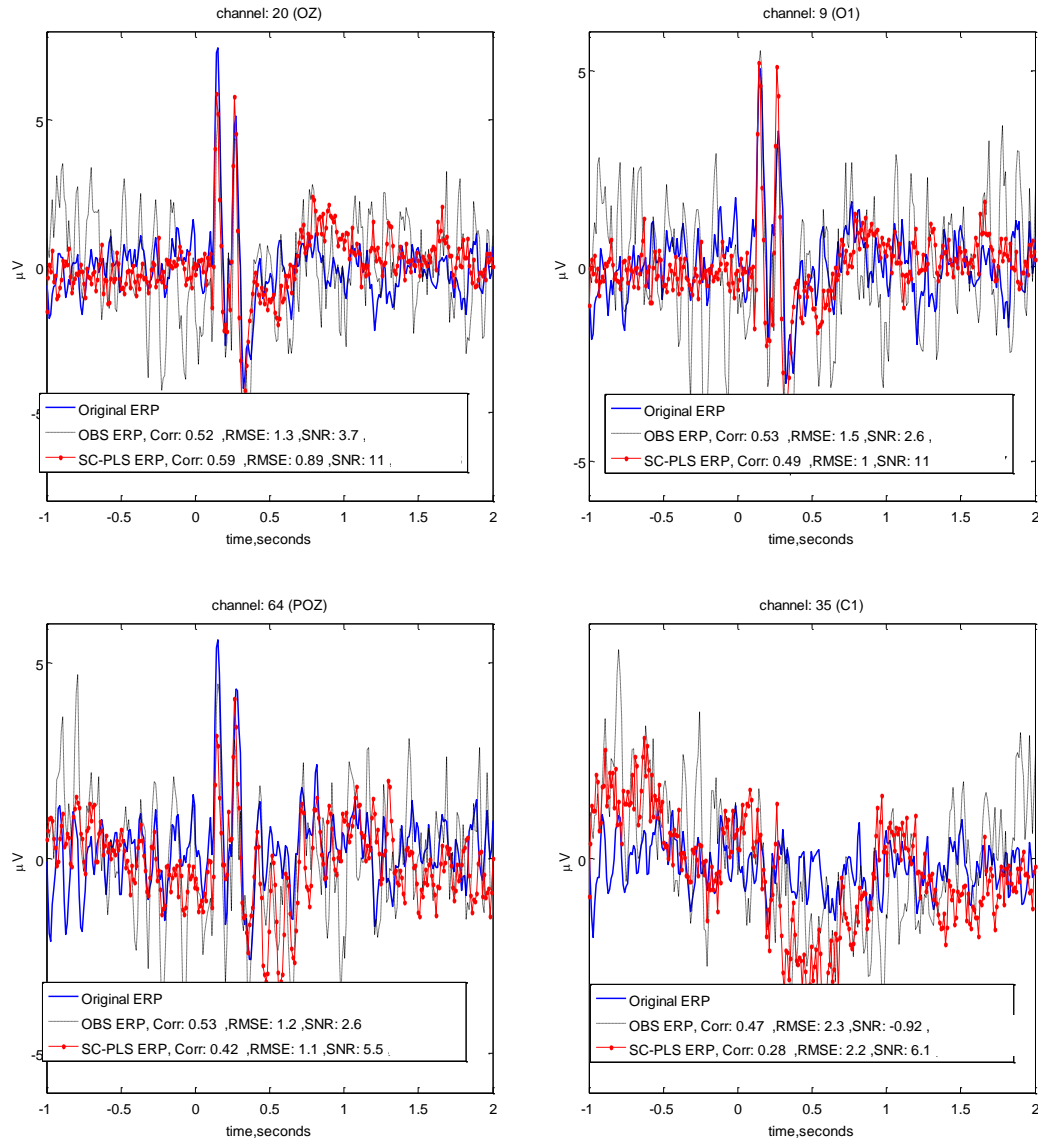 channel: 20 (OZ)
5
0
-5
μV
Original ERP
OBS ERP, Corr: 0.52 ,RMSE: 1.3 ,SNR: 3.7 ,
SC-PLS ERP, Corr: 0.59 ,RMSE: 0.89 ,SNR: 11
-1 -0.5 0 0.5 1 1.5 2
time,seconds
channel: 9 (O1)
5
0
-5
μV
Original ERP
OBS ERP, Corr: 0.53 ,RMSE: 1.5 ,SNR: 2.6 ,
SC-PLS ERP, Corr: 0.49 ,RMSE: 1 ,SNR: 11
-1 -0.5 0 0.5 1 1.5 2
time,seconds
channel: 64 (POZ)
5
0
-5
μV
Original ERP
OBS ERP, Corr: 0.53 ,RMSE: 1.2 ,SNR: 2.6
SC-PLS ERP, Corr: 0.42 ,RMSE: 1.1 ,SNR: 5.5
-1 -0.5 0 0.5 1 1.5 2
time,seconds
channel: 35 (C1)
5
0
-5
μV
Original ERP
OBS ERP, Corr: 0.47 ,RMSE: 2.3 ,SNR: -0.92 ,
SC-PLS ERP, Corr: 0.28 ,RMSE: 2.2 ,SNR: 6.1
-1 -0.5 0 0.5 1 1.5 2
time,seconds